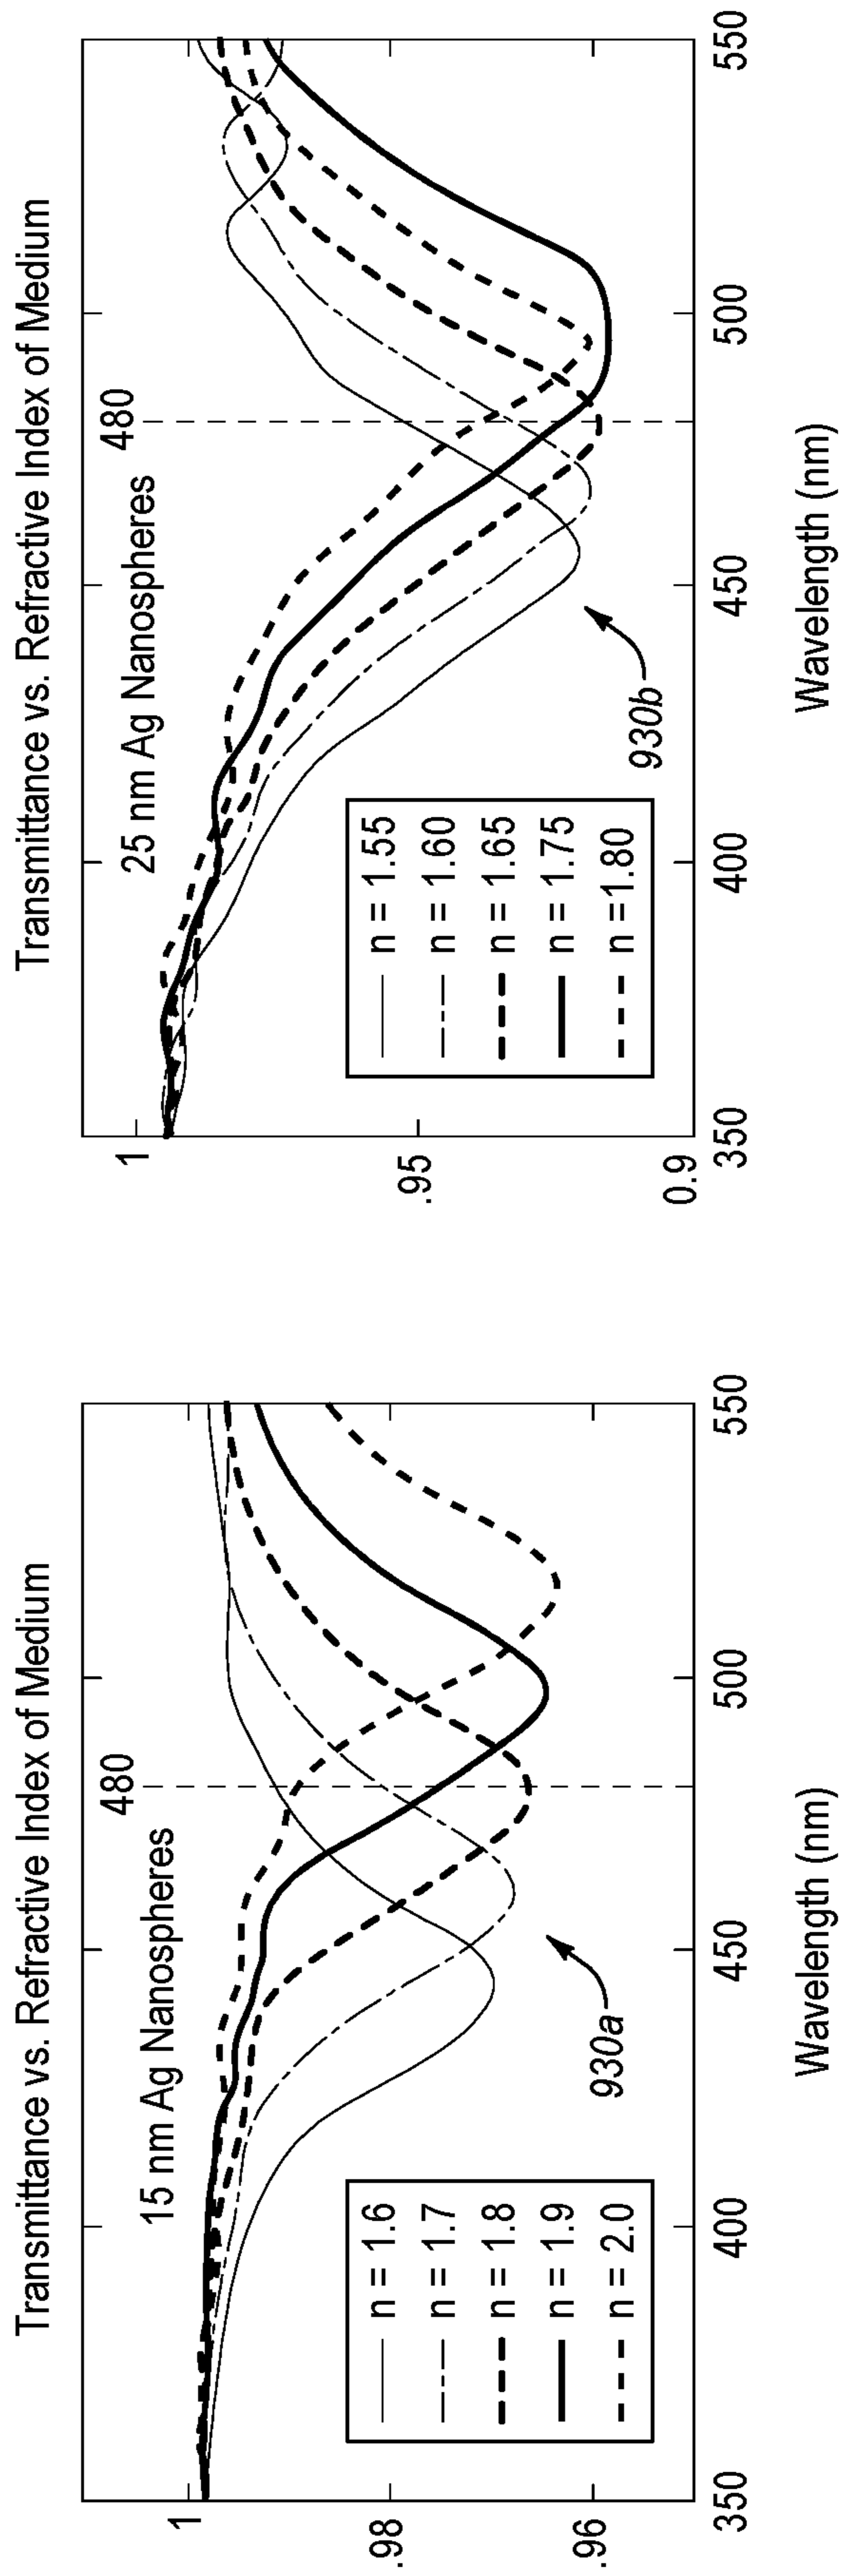 Transmittance vs. Refractive Index of Medium
15 nm Ag Nanospheres
480
1
.98
.96
n = 1.6
n = 1.7
n = 1.8
n = 1.9
n = 2.0
930a
350
400
450
500
550
Wavelength (nm)
Transmittance vs. Refractive Index of Medium
25 nm Ag Nanospheres
480
1
.95
0.9
n = 1.55
n = 1.60
n = 1.65
n = 1.75
n =1.80
930b
350
400
450
500
550
Wavelength (nm)